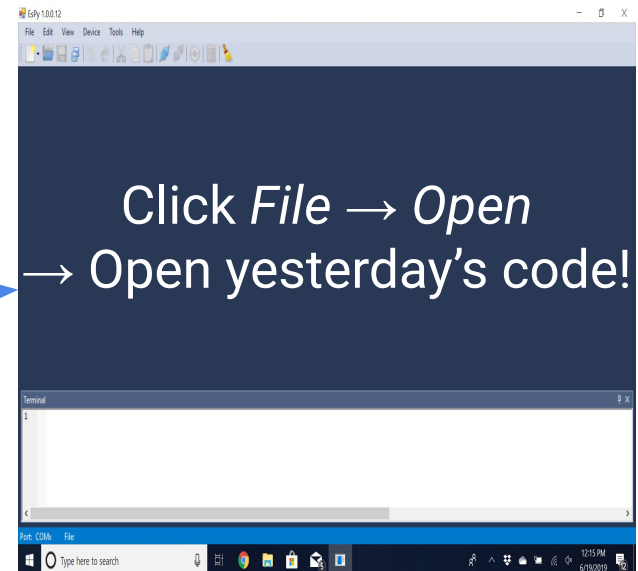 EsPy 1.0.0.12
File Edit View Device Tools Help
Click File → Open
→ Open yesterday’s code!
Terminal
1
Port: COMx File:
Type here to search
12:15 PM
6/19/2019